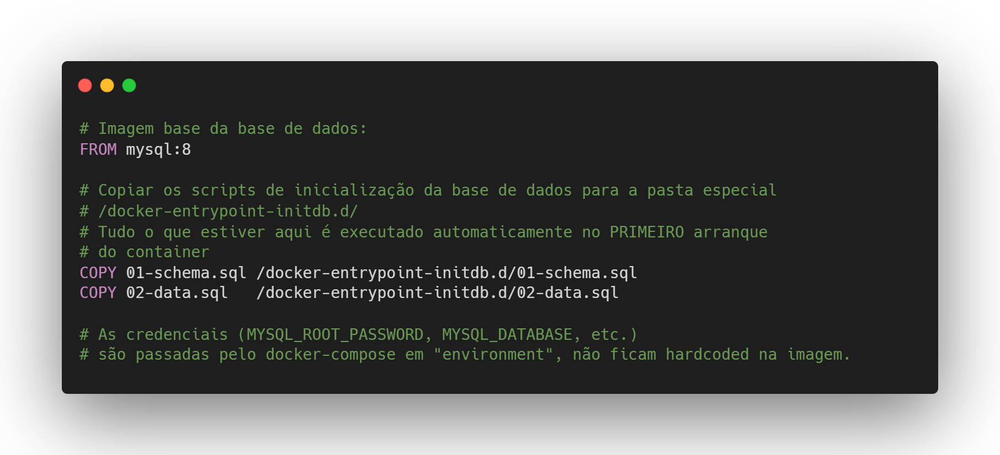 # Imagem base da base de dados:
FROM mysql:8
# Copiar os scripts de inicialização da base de dados para a pasta especial
# /docker-entrypoint-initdb.d/
# Tudo o que estiver aqui é executado automaticamente no PRIMEIRO arranque
# do container
COPY 01-schema.sql /docker-entrypoint-initdb.d/01-schema.sql
COPY 02-data.sql   /docker-entrypoint-initdb.d/02-data.sql
# As credenciais (MYSQL_ROOT_PASSWORD, MYSQL_DATABASE, etc.)
# são passadas pelo docker-compose em "environment", não ficam hardcoded na imagem.